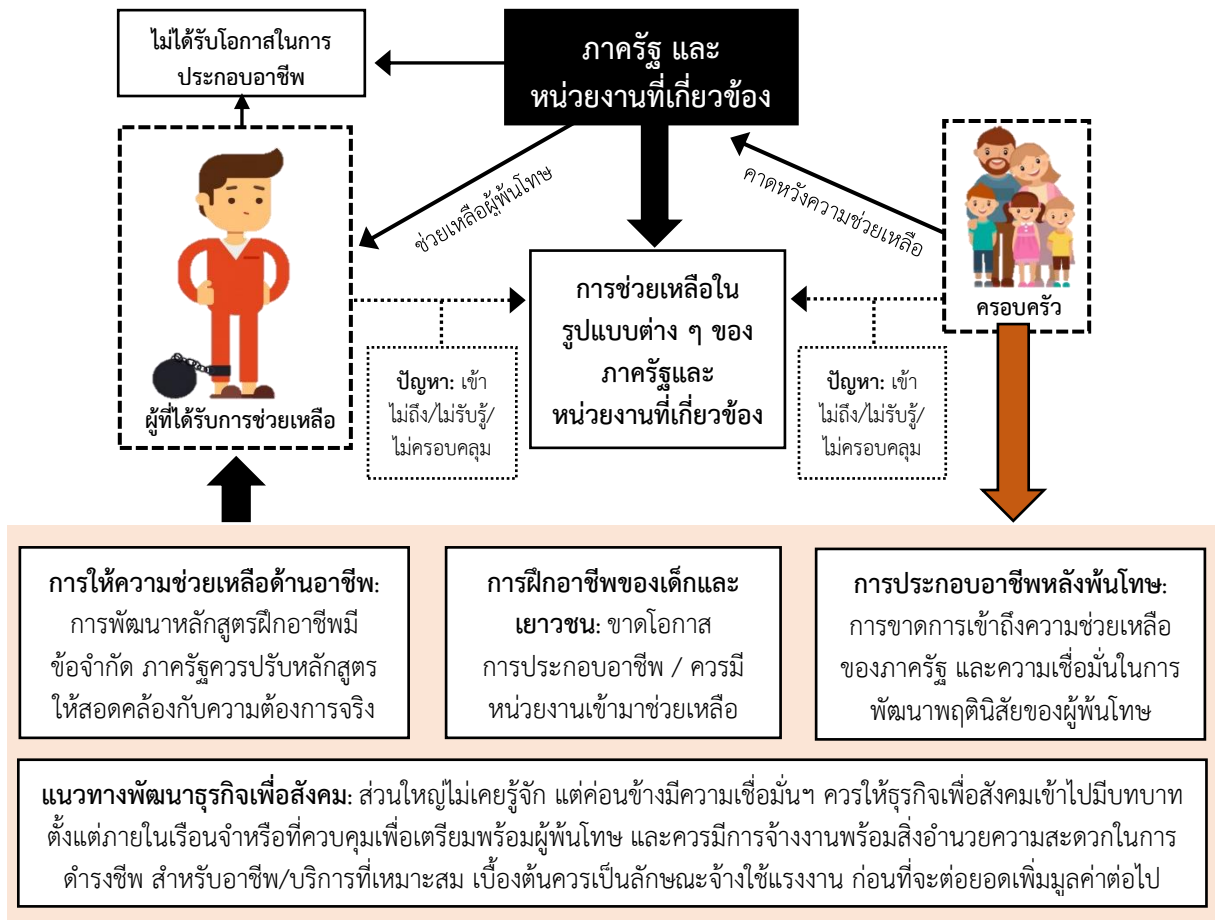 ไม่ได้รับโอกาสในการ
ประกอบอาชีพ
ภาครัฐ และ
หน่วยงานที่เกี่ยวข้อง
ช่วยเหลือผู้พ้นโทษ
คาดหวังความช่วยเหลือ
ครอบครัว
การช่วยเหลือใน
รูปแบบต่าง ๆ ของ
ภาครัฐและ
หน่วยงานที่เกี่ยวข้อง
ปัญหา: เข้า
ไม่ถึง/ไม่รับรู้/
ไม่ครอบคลุม
ปัญหา: เข้า
ไม่ถึง/ไม่รับรู้/
ไม่ครอบคลุม
ผู้ที่ได้รับการช่วยเหลือ
การให้ความช่วยเหลือด้านอาชีพ:
การพัฒนาหลักสูตรฝึกอาชีพมี
ข้อจำกัด ภาครัฐควรปรับหลักสูตร
ให้สอดคล้องกับความต้องการจริง
การฝึกอาชีพของเด็กและ
เยาวชน: ขาดโอกาส
การประกอบอาชีพ / ควรมี
หน่วยงานเข้ามาช่วยเหลือ
การประกอบอาชีพหลังพ้นโทษ:
การขาดการเข้าถึงความช่วยเหลือ
ของภาครัฐ และความเชื่อมั่นในการ
พัฒนาพฤตินิสัยของผู้พ้นโทษ
แนวทางพัฒนาธุรกิจเพื่อสังคม: ส่วนใหญ่ไม่เคยรู้จัก แต่ค่อนข้างมีความเชื่อมั่นฯ ควรให้ธุรกิจเพื่อสังคมเข้าไปมีบทบาท
ตั้งแต่ภายในเรือนจำหรือที่ควบคุมเพื่อเตรียมพร้อมผู้พ้นโทษ และควรมีการจ้างงานพร้อมสิ่งอำนวยความสะดวกในการ
ดำรงชีพ สำหรับอาชีพ/บริการที่เหมาะสม เบื้องต้นควรเป็นลักษณะจ้างใช้แรงงาน ก่อนที่จะต่อยอดเพิ่มมูลค่าต่อไป